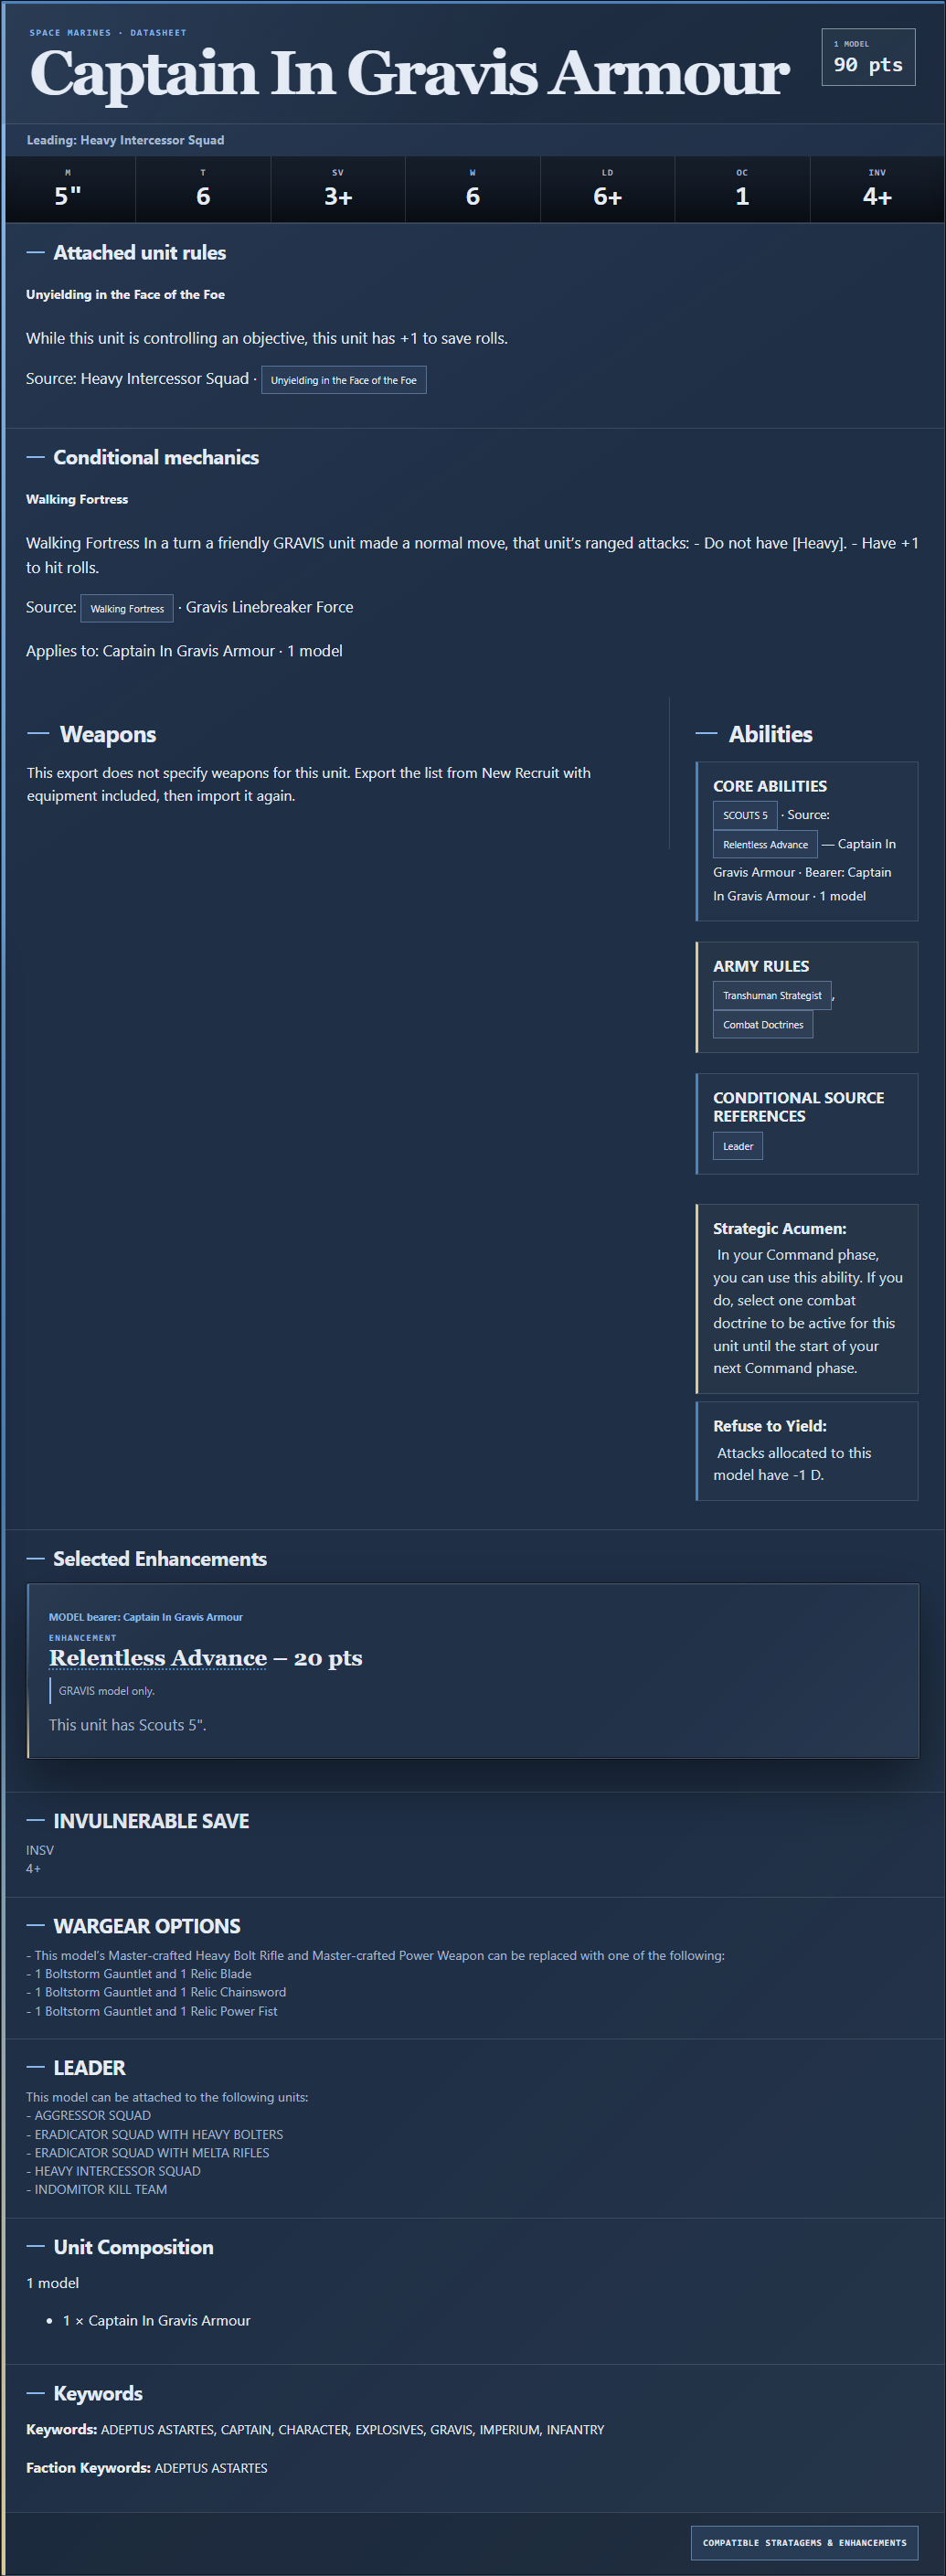 SPACE MARINES · DATASHEET
Captain In Gravis Armour
1 MODEL
90 pts
Leading: Heavy Intercessor Squad
M
5"
T
6
SV
3+
W
6
LD
6+
OC
1
INV
4+
Attached unit rules
Unyielding in the Face of the Foe
While this unit is controlling an objective, this unit has +1 to save rolls.
Source: Heavy Intercessor Squad · Unyielding in the Face of the Foe
Conditional mechanics
Walking Fortress
Walking Fortress In a turn a friendly GRAVIS unit made a normal move, that unit’s ranged attacks: - Do not have [Heavy]. - Have +1
to hit rolls.
Source: Walking Fortress · Gravis Linebreaker Force
Applies to: Captain In Gravis Armour · 1 model
Weapons
This export does not specify weapons for this unit. Export the list from New Recruit with
equipment included, then import it again.
Abilities
CORE ABILITIES
SCOUTS 5 · Source:
Relentless Advance — Captain In
Gravis Armour · Bearer: Captain
In Gravis Armour · 1 model
ARMY RULES
Transhuman Strategist,
Combat Doctrines
CONDITIONAL SOURCE
REFERENCES
Leader
Strategic Acumen:
In your Command phase,
you can use this ability. If you
do, select one combat
doctrine to be active for this
unit until the start of your
next Command phase.
Refuse to Yield:
Attacks allocated to this
model have -1 D.
Selected Enhancements
MODEL bearer: Captain In Gravis Armour
ENHANCEMENT
Relentless Advance – 20 pts
GRAVIS model only.
This unit has Scouts 5".
INVULNERABLE SAVE
INSV
4+
WARGEAR OPTIONS
- This model’s Master-crafted Heavy Bolt Rifle and Master-crafted Power Weapon can be replaced with one of the following:
- 1 Boltstorm Gauntlet and 1 Relic Blade
- 1 Boltstorm Gauntlet and 1 Relic Chainsword
- 1 Boltstorm Gauntlet and 1 Relic Power Fist
LEADER
This model can be attached to the following units:
- AGGRESSOR SQUAD
- ERADICATOR SQUAD WITH HEAVY BOLTERS
- ERADICATOR SQUAD WITH MELTA RIFLES
- HEAVY INTERCESSOR SQUAD
- INDOMITOR KILL TEAM
Unit Composition
1 model
• 1 × Captain In Gravis Armour
Keywords
Keywords: ADEPTUS ASTARTES, CAPTAIN, CHARACTER, EXPLOSIVES, GRAVIS, IMPERIUM, INFANTRY
Faction Keywords: ADEPTUS ASTARTES
COMPATIBLE STRATAGEMS & ENHANCEMENTS